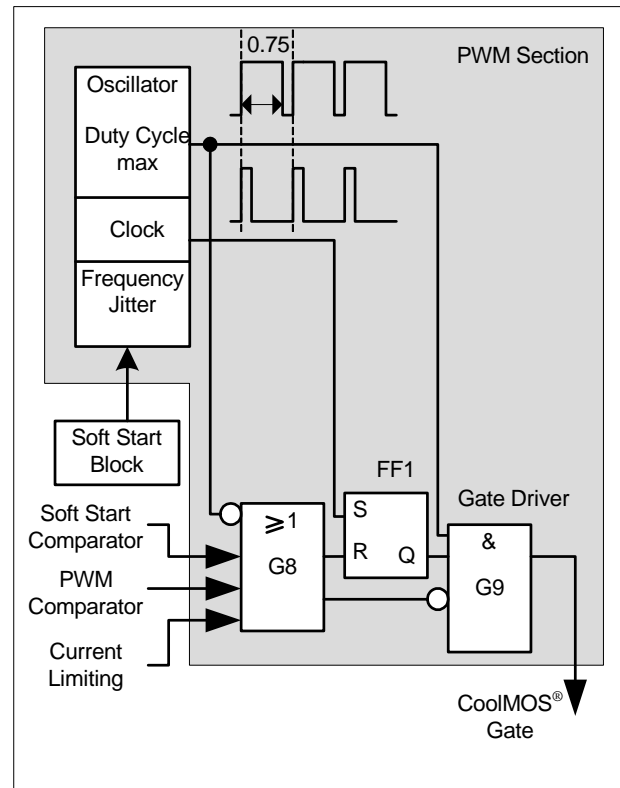 0.75
PWM Section
Oscillator
Duty Cycle
max
Clock
Frequency
Jitter
Soft Start
Block
FF1
Gate Driver
Soft Start
Comparator
PWM
Comparator
Current
Limiting
⩾1
G8
S
R
Q
&
G9
CoolMOS®
Gate